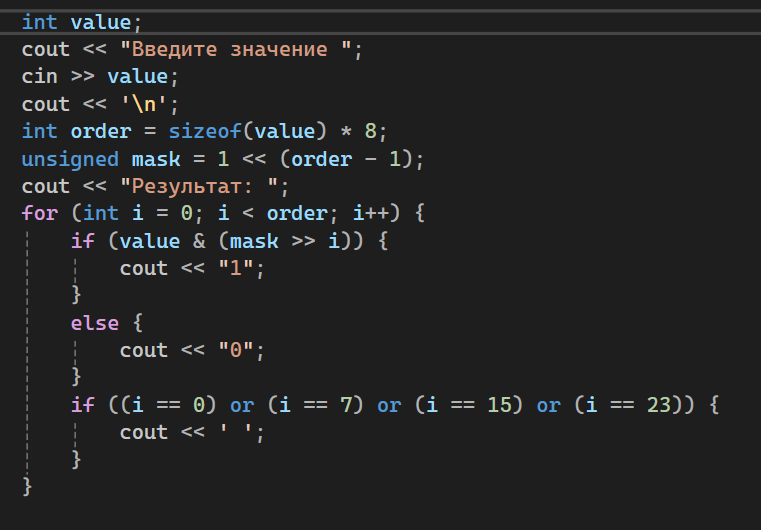 int value;
cout << "Введите значение ";
cin >> value;
cout << '\n';
int order = sizeof(value) * 8;
unsigned mask = 1 << (order - 1);
cout << "Результат: ";
for (int i = 0; i < order; i++) {
    if (value & (mask >> i)) {
        cout << "1";
    }
    else {
        cout << "0";
    }
    if ((i == 0) or (i == 7) or (i == 15) or (i == 23)) {
        cout << ' ';
    }
}